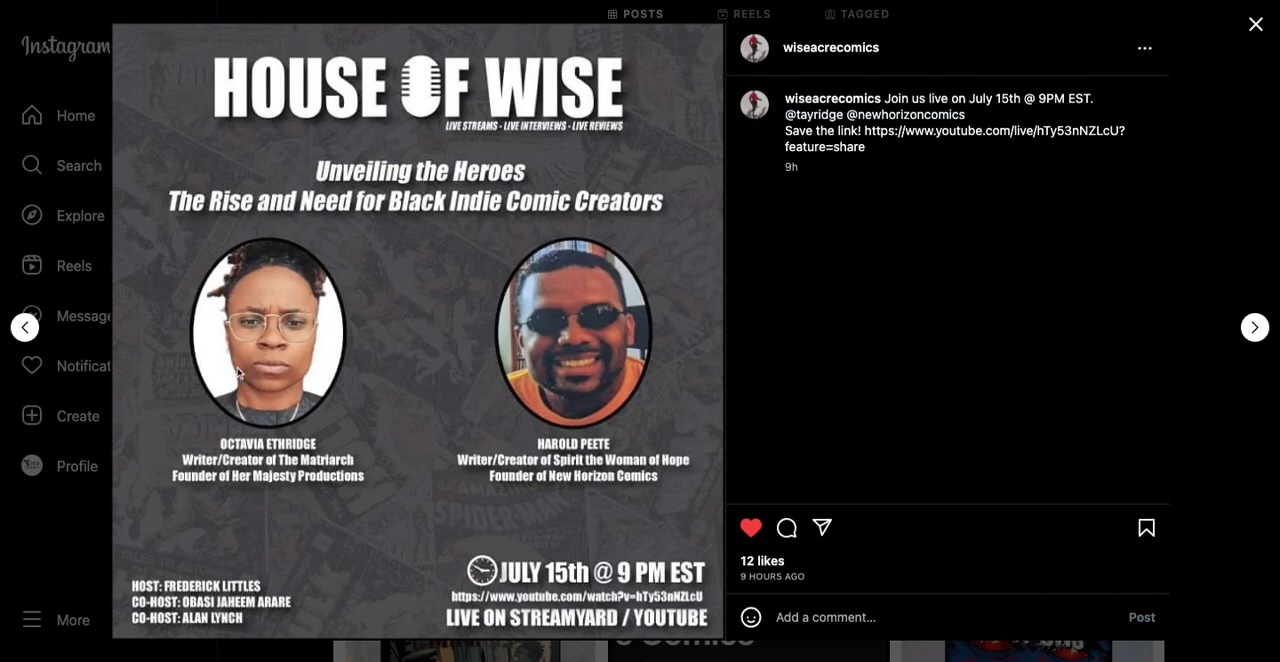 POSTS
REELS
TAGGED
Instagram
Home
Search
Explore
Reels
Message
Notificat
Create
Profile
More
HOUSE OF WISE
LIVE STREAMS - LIVE INTERVIEWS - LIVE REVIEWS
Unveiling the Heroes
The Rise and Need for Black Indie Comic Creators
OCTAVIA ETHRIDGE
Writer/Creator of The Matriarch
Founder of Her Majesty Productions
HAROLD PEETE
Writer/Creator of Spirit the Woman of Hope
Founder of New Horizon Comics
HOST: FREDERICK LITTLES
CO-HOST: OBASI JAHEEM ARARE
CO-HOST: ALAN LYNCH
JULY 15th @ 9 PM EST
https://www.youtube.com/watch?v=hTy53nNZLcU
LIVE ON STREAMYARD / YOUTUBE
wiseacrecomics
wiseacrecomics Join us live on July 15th @ 9PM EST.
@tayridge @newhorizoncomics
Save the link! https://www.youtube.com/live/hTy53nNZLcU?
feature=share
9h
12 likes
9 HOURS AGO
Add a comment...
Post